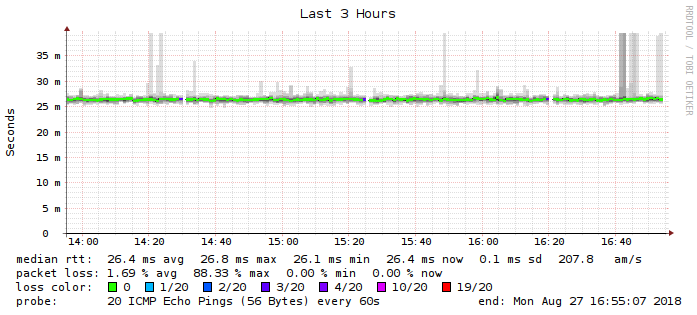 Last 3 Hours
RRDTOOL / TOBI OETIKER
Seconds
35 m
30 m
25 m
20 m
15 m
10 m
5 m
0
14:00 14:20 14:40 15:00 15:20 15:40 16:00 16:20 16:40
median rtt: 26.4 ms avg 26.8 ms max 26.1 ms min 26.4 ms now 0.1 ms sd 207.8 am/s
packet loss: 1.69 % avg 88.33 % max 0.00 % min 0.00 % now
loss color: 0 1/20 2/20 3/20 4/20 10/20 19/20
probe: 20 ICMP Echo Pings (56 Bytes) every 60s end: Mon Aug 27 16:55:07 2018